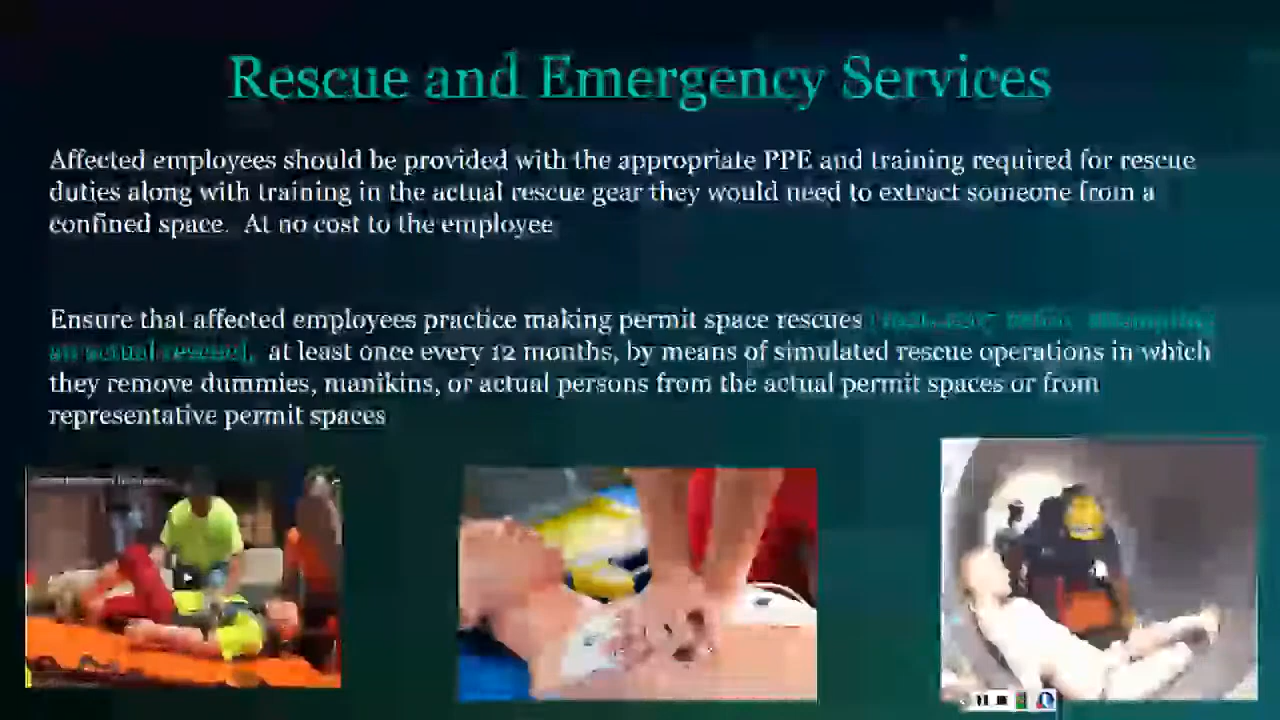 Rescue and Emergency Services
Affected employees should be provided with the appropriate PPE and training required for rescue
duties along with training in the actual rescue gear they would need to extract someone from a
confined space. At no cost to the employee
Ensure that affected employees practice making permit space rescues
an actual rescue), at least once every 12 months, by means of simulated rescue operations in which
they remove dummies, manikins, or actual persons from the actual permit spaces or from
representative permit spaces